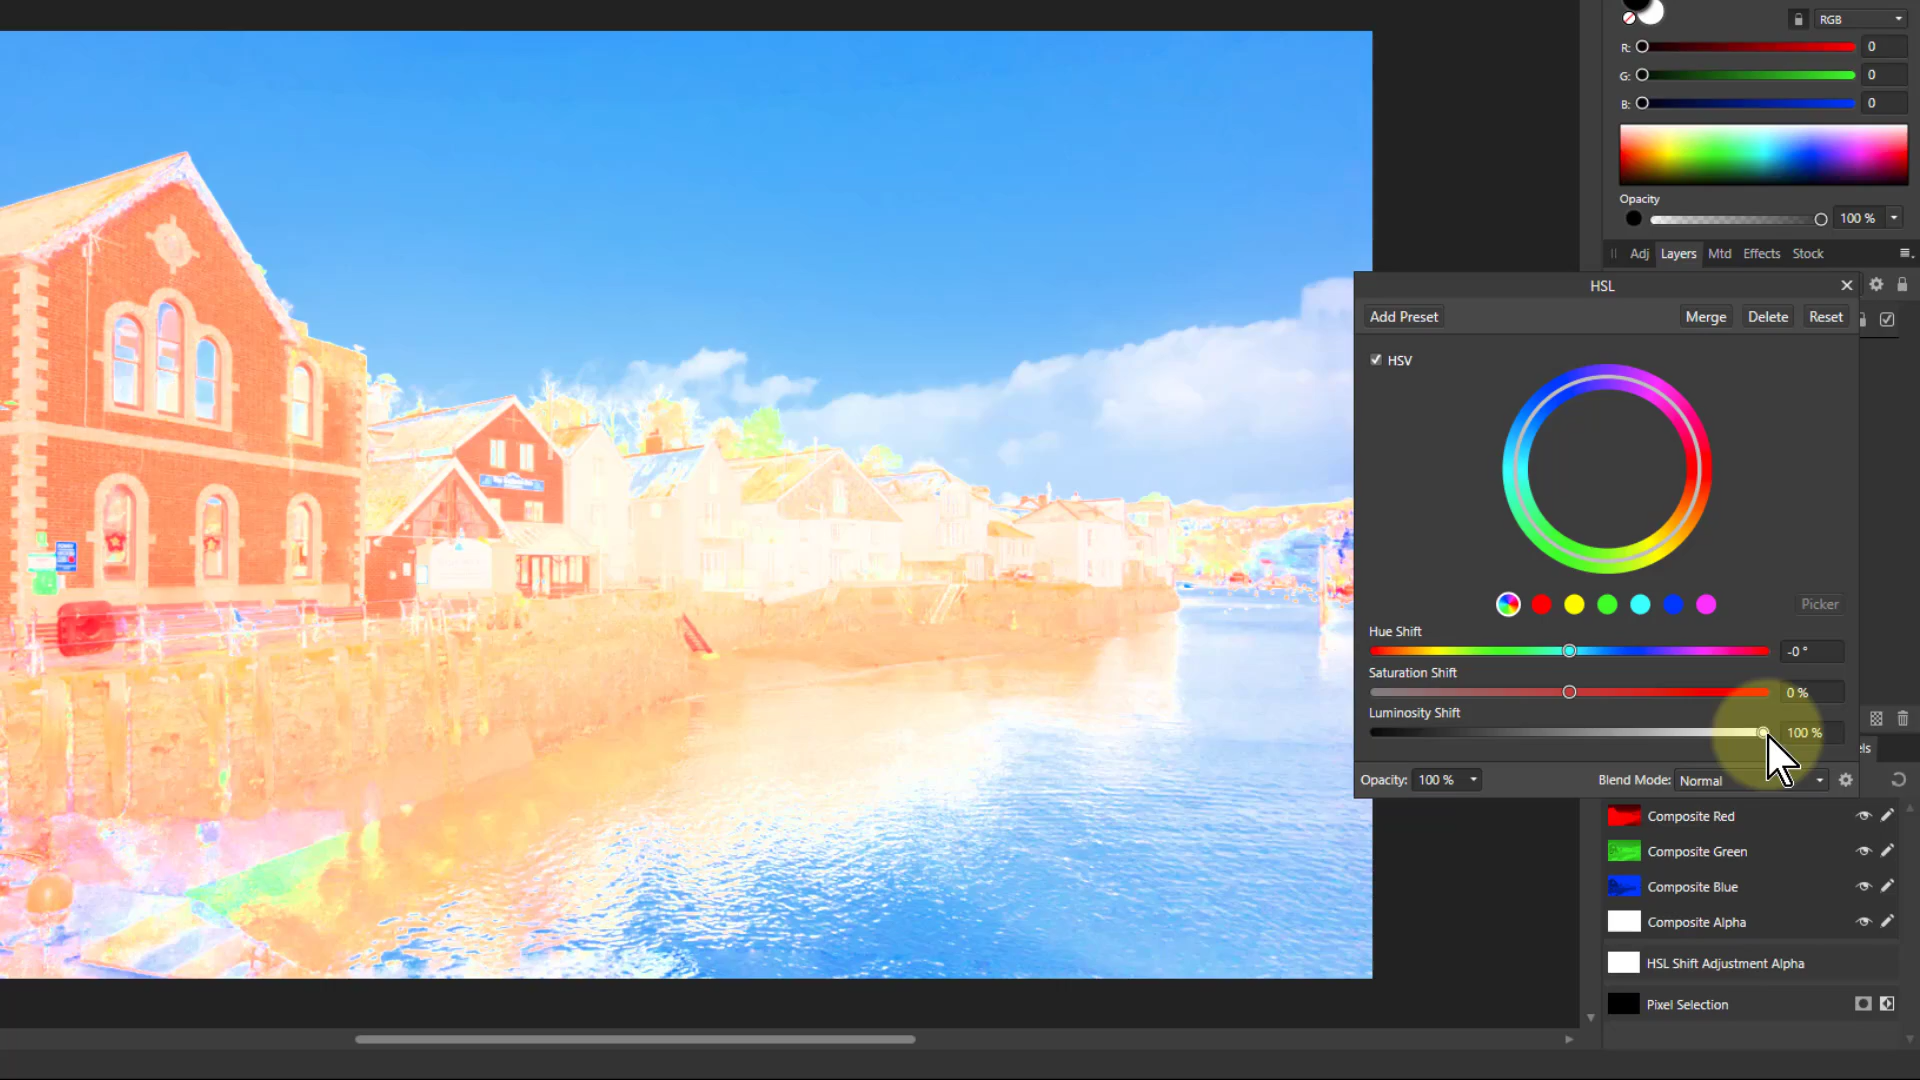 RGB
R: 0
G: 0
B: 0
Opacity
100 %
Adj Layers Mtd Effects Stock
HSL
Add Preset Merge Delete Reset
HSV
Picker
Hue Shift
-0 °
Saturation Shift
0 %
Luminosity Shift
100 %
els
Opacity: 100 % Blend Mode: Normal
Composite Red
Composite Green
Composite Blue
Composite Alpha
HSL Shift Adjustment Alpha
Pixel Selection